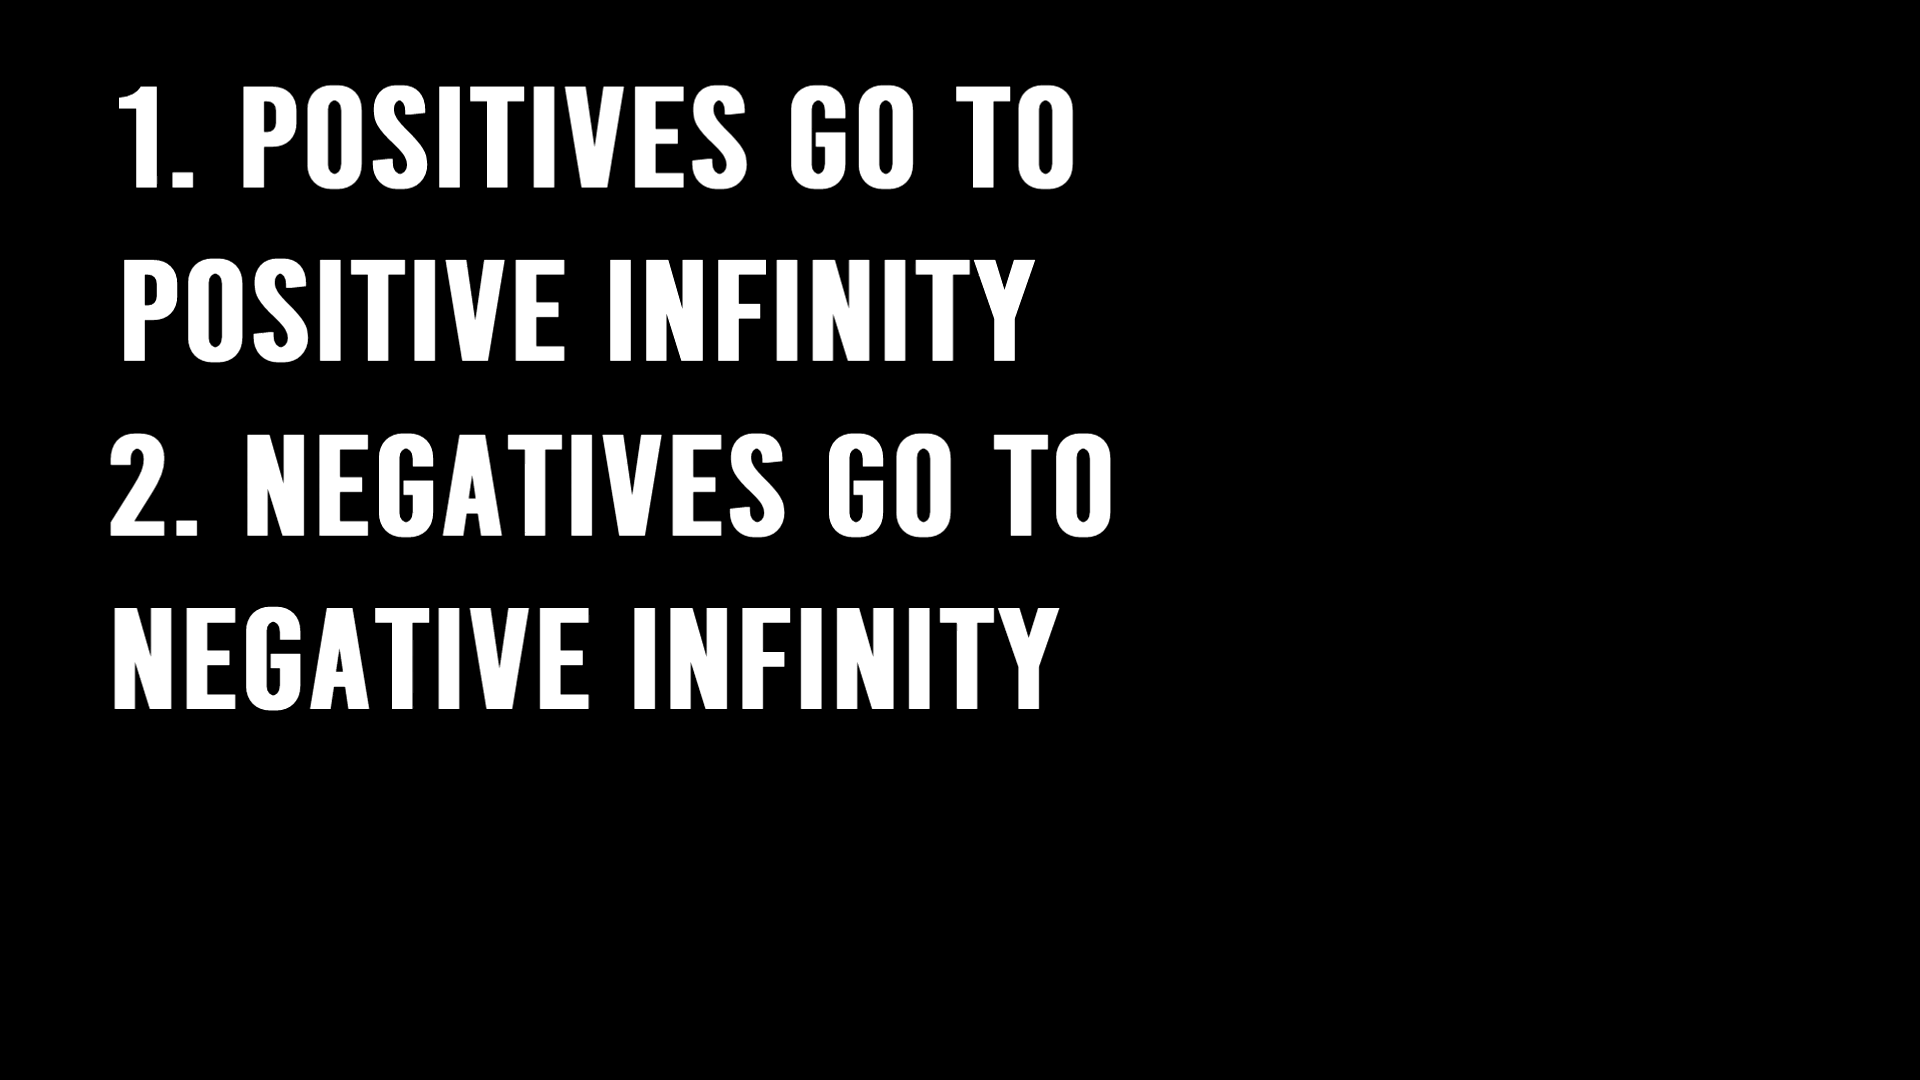 1. POSITIVES GO TO
POSITIVE INFINITY
2. NEGATIVES GO TO
NEGATIVE INFINITY